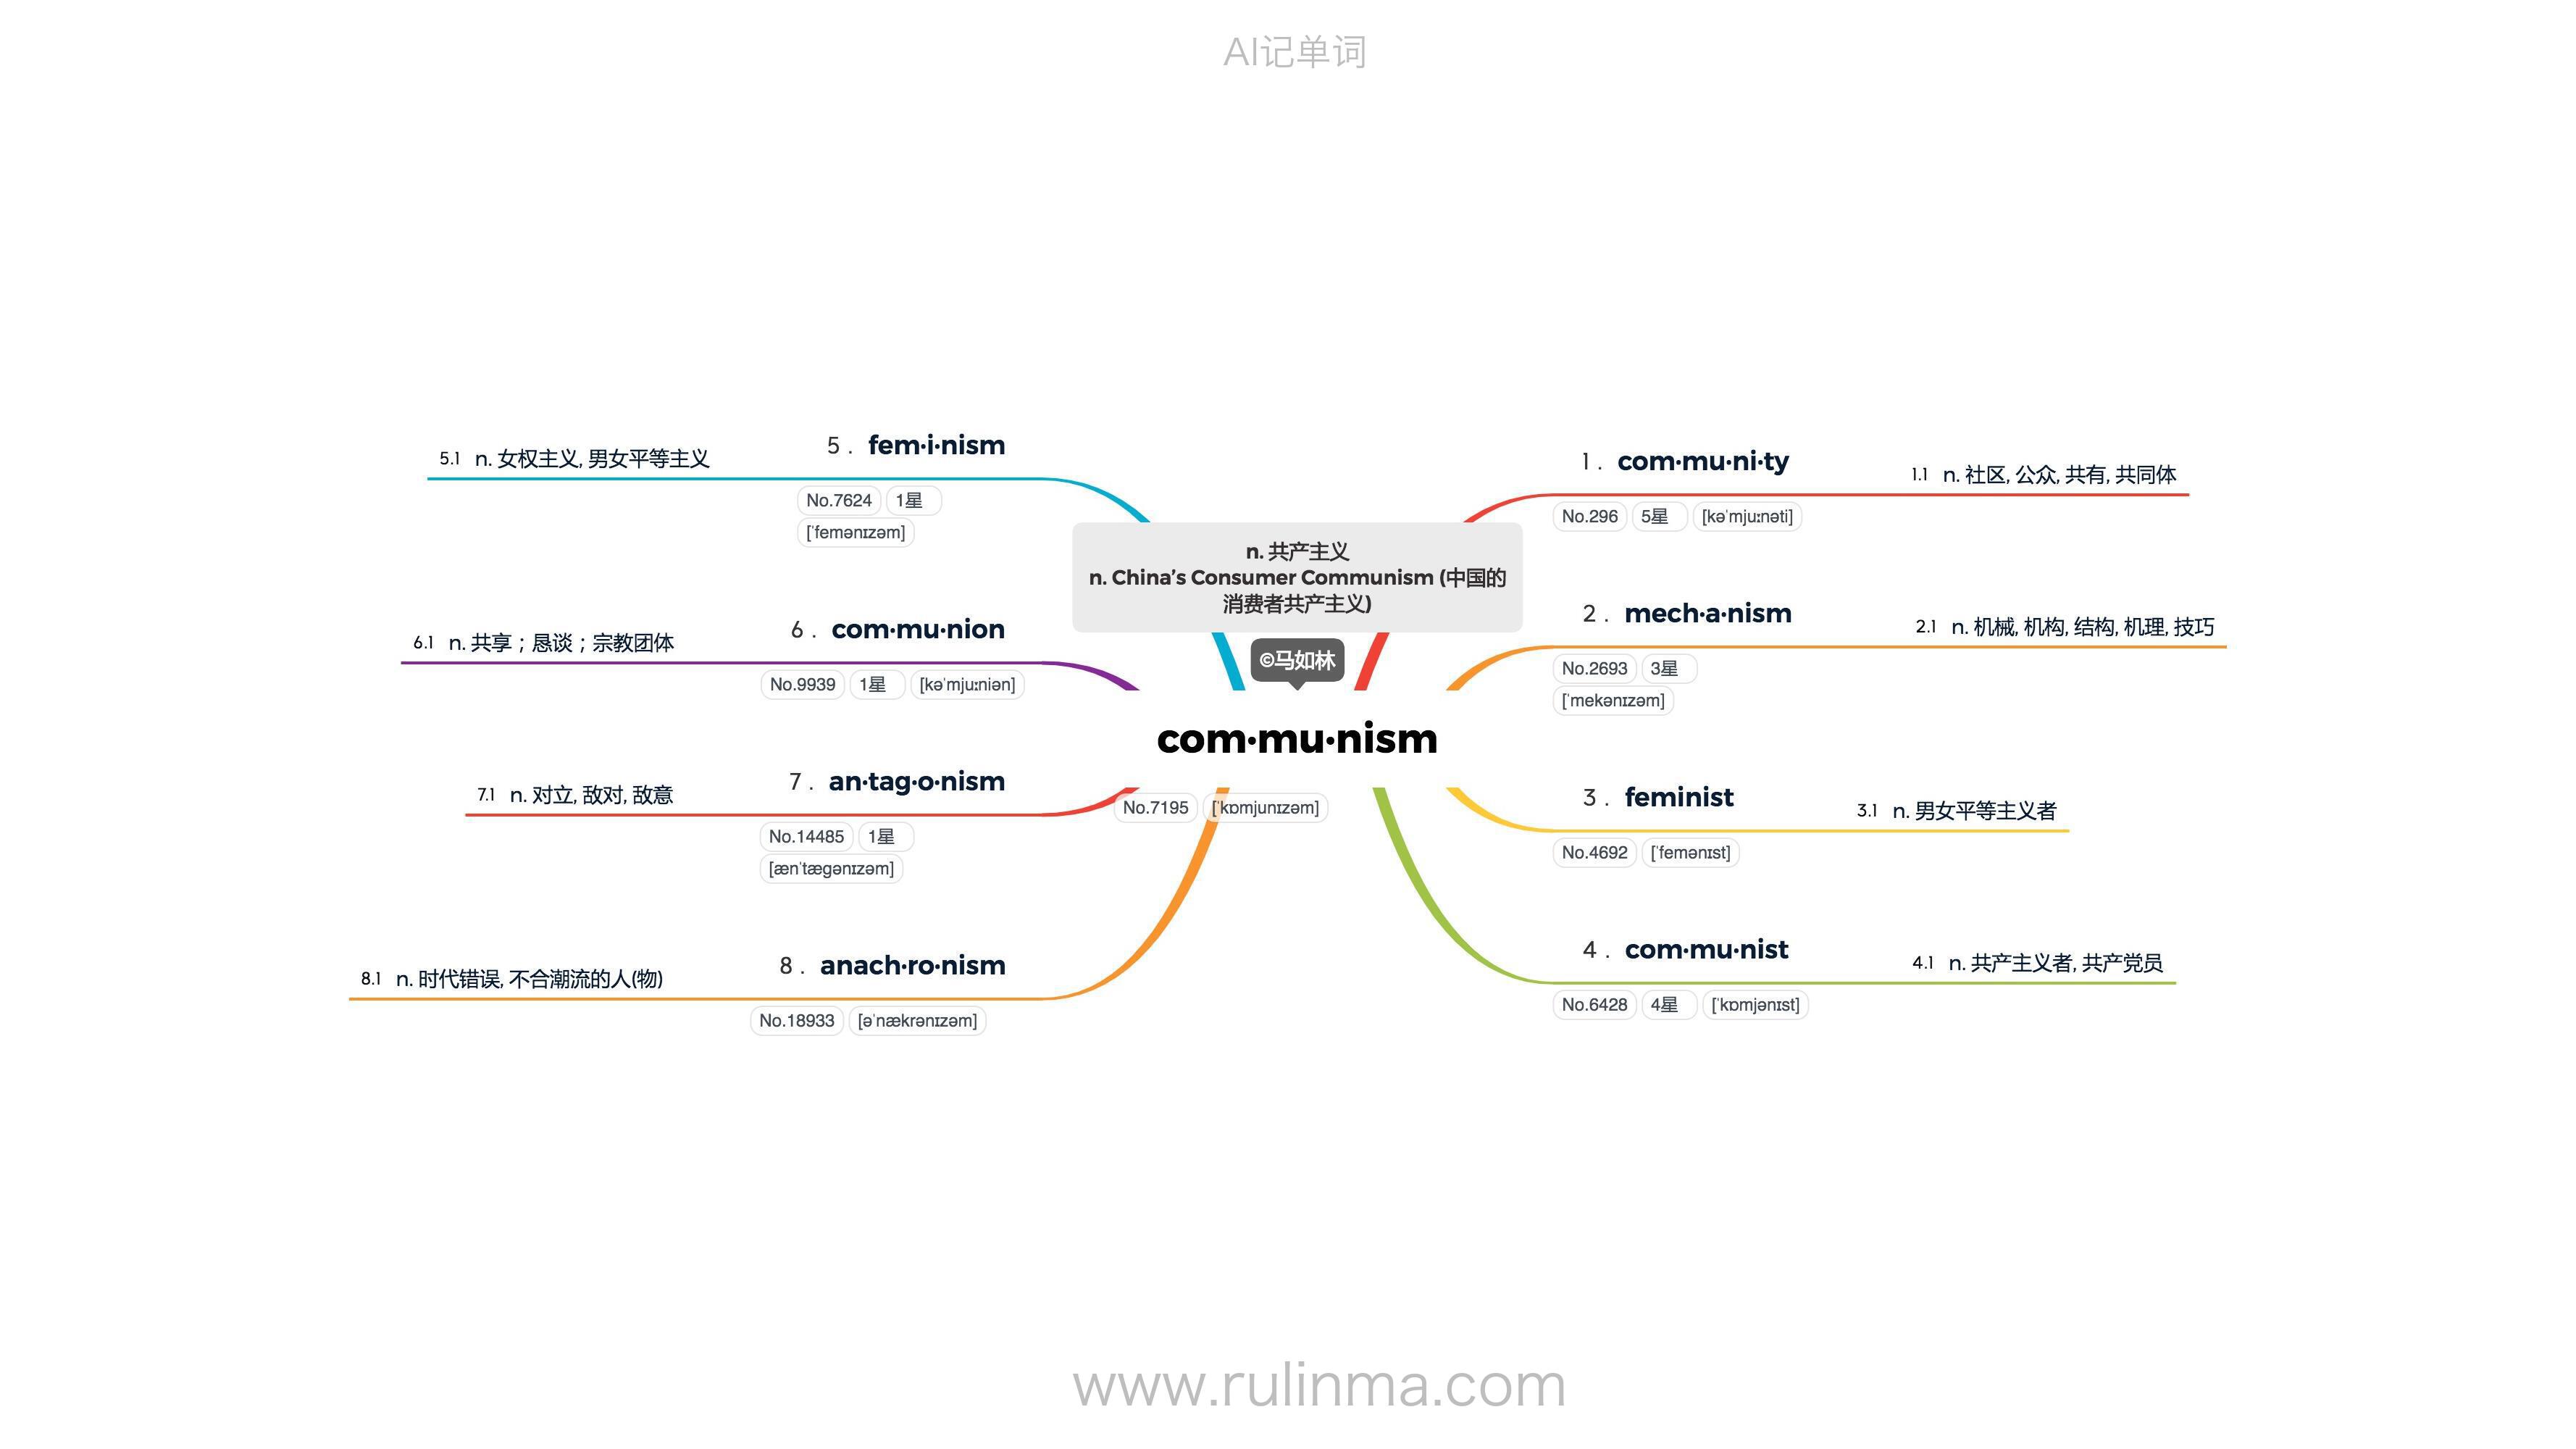 AI记单词
n. 共产主义
n. China’s Consumer Communism (中国的
消费者共产主义)
©马如林
com·mu·nism
No.7195 [ˈkɒmjunɪzəm]
1 . com·mu·ni·ty
No.296 5星 [kəˈmjuːnəti]
1.1 n. 社区, 公众, 共有, 共同体
2 . mech·a·nism
No.2693 3星
[ˈmekənɪzəm]
2.1 n. 机械, 机构, 结构, 机理, 技巧
3 . feminist
No.4692 [ˈfemənɪst]
3.1 n. 男女平等主义者
4 . com·mu·nist
No.6428 4星 [ˈkɒmjənɪst]
4.1 n. 共产主义者, 共产党员
5 . fem·i·nism
No.7624 1星
[ˈfemənɪzəm]
5.1 n. 女权主义, 男女平等主义
6 . com·mu·nion
No.9939 1星 [kəˈmjuːniən]
6.1 n. 共享；恳谈；宗教团体
7 . an·tag·o·nism
No.14485 1星
[ænˈtægənɪzəm]
7.1 n. 对立, 敌对, 敌意
8 . anach·ro·nism
No.18933 [əˈnækrənɪzəm]
8.1 n. 时代错误, 不合潮流的人(物)
www.rulinma.com